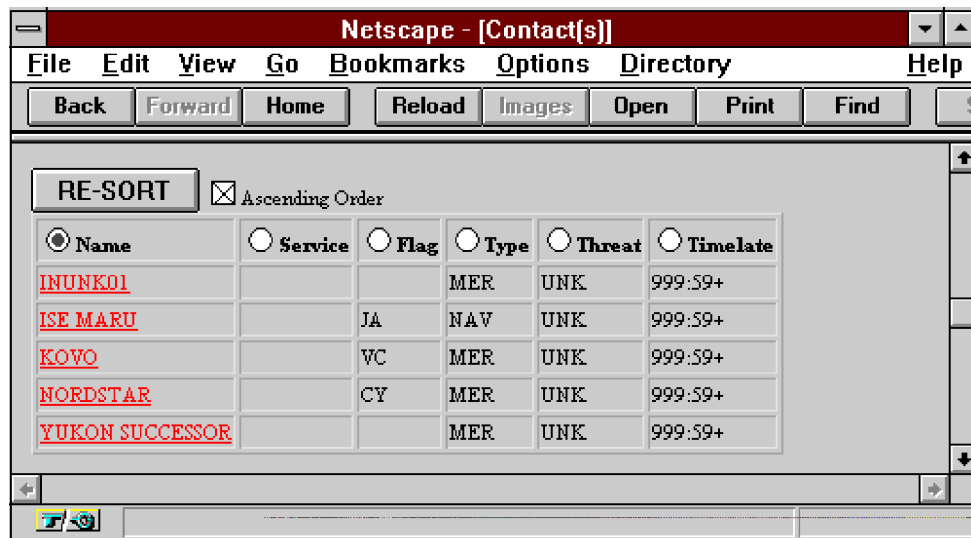 Netscape - [Contact[s]]
File Edit View Go Bookmarks Options Directory Help
Back Forward Home Reload Images Open Print Find
RE-SORT Ascending Order
Name Service Flag Type Threat Timelate
INUNK01 MER UNK 999:59+
ISE MARU JA NAV UNK 999:59+
KOVO VC MER UNK 999:59+
NORDSTAR CY MER UNK 999:59+
YUKON SUCCESSOR MER UNK 999:59+